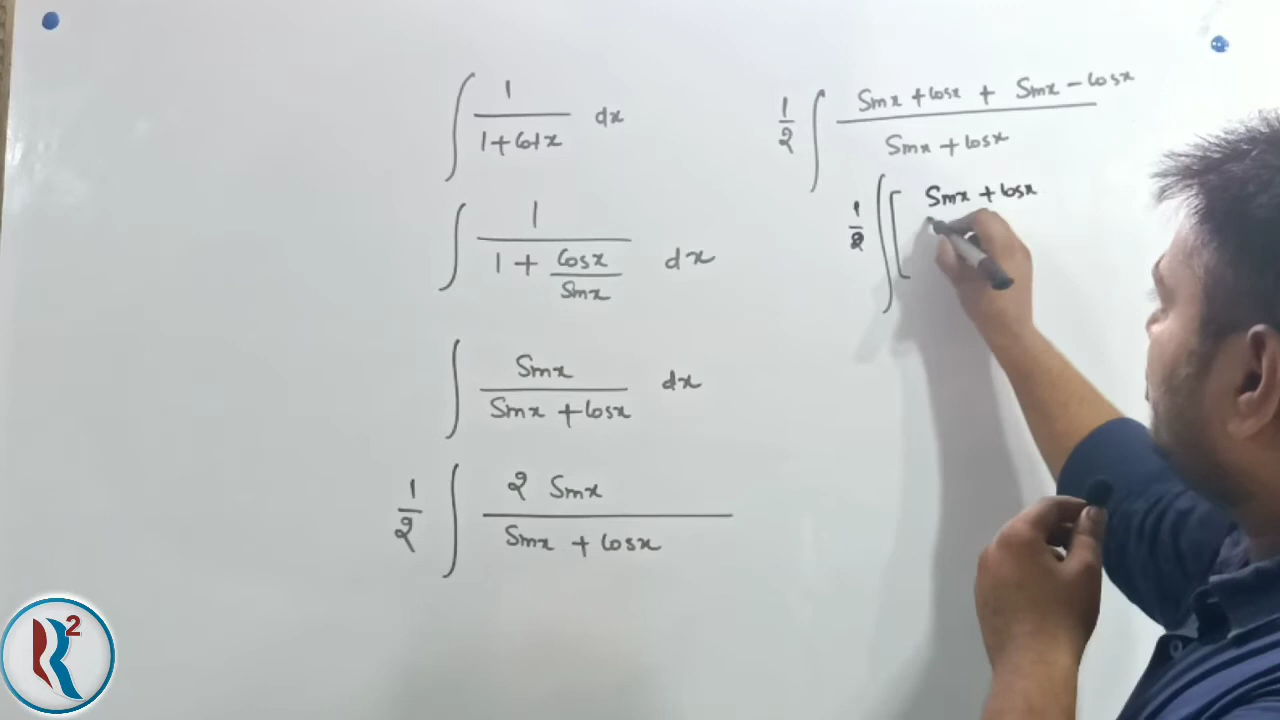 ∫ 1/(1+Cotx) dx
∫ 1/(1 + Cosx/Sinx) dx
∫ Sinx/(Sinx + Cosx) dx
1/2 ∫ 2 Sinx/(Sinx + Cosx)
1/2 ∫ (Sinx + Cosx + Sinx - Cosx)/(Sinx + Cosx)
1/2 ∫ [ Sinx + Cosx
R2